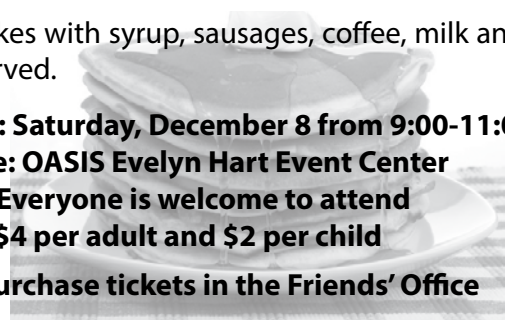 kes with syrup, sausages, coffee, milk an
rved.
: Saturday, December 8 from 9:00-11:0
e: OASIS Evelyn Hart Event Center
Everyone is welcome to attend
$4 per adult and $2 per child
urchase tickets in the Friends’ Office